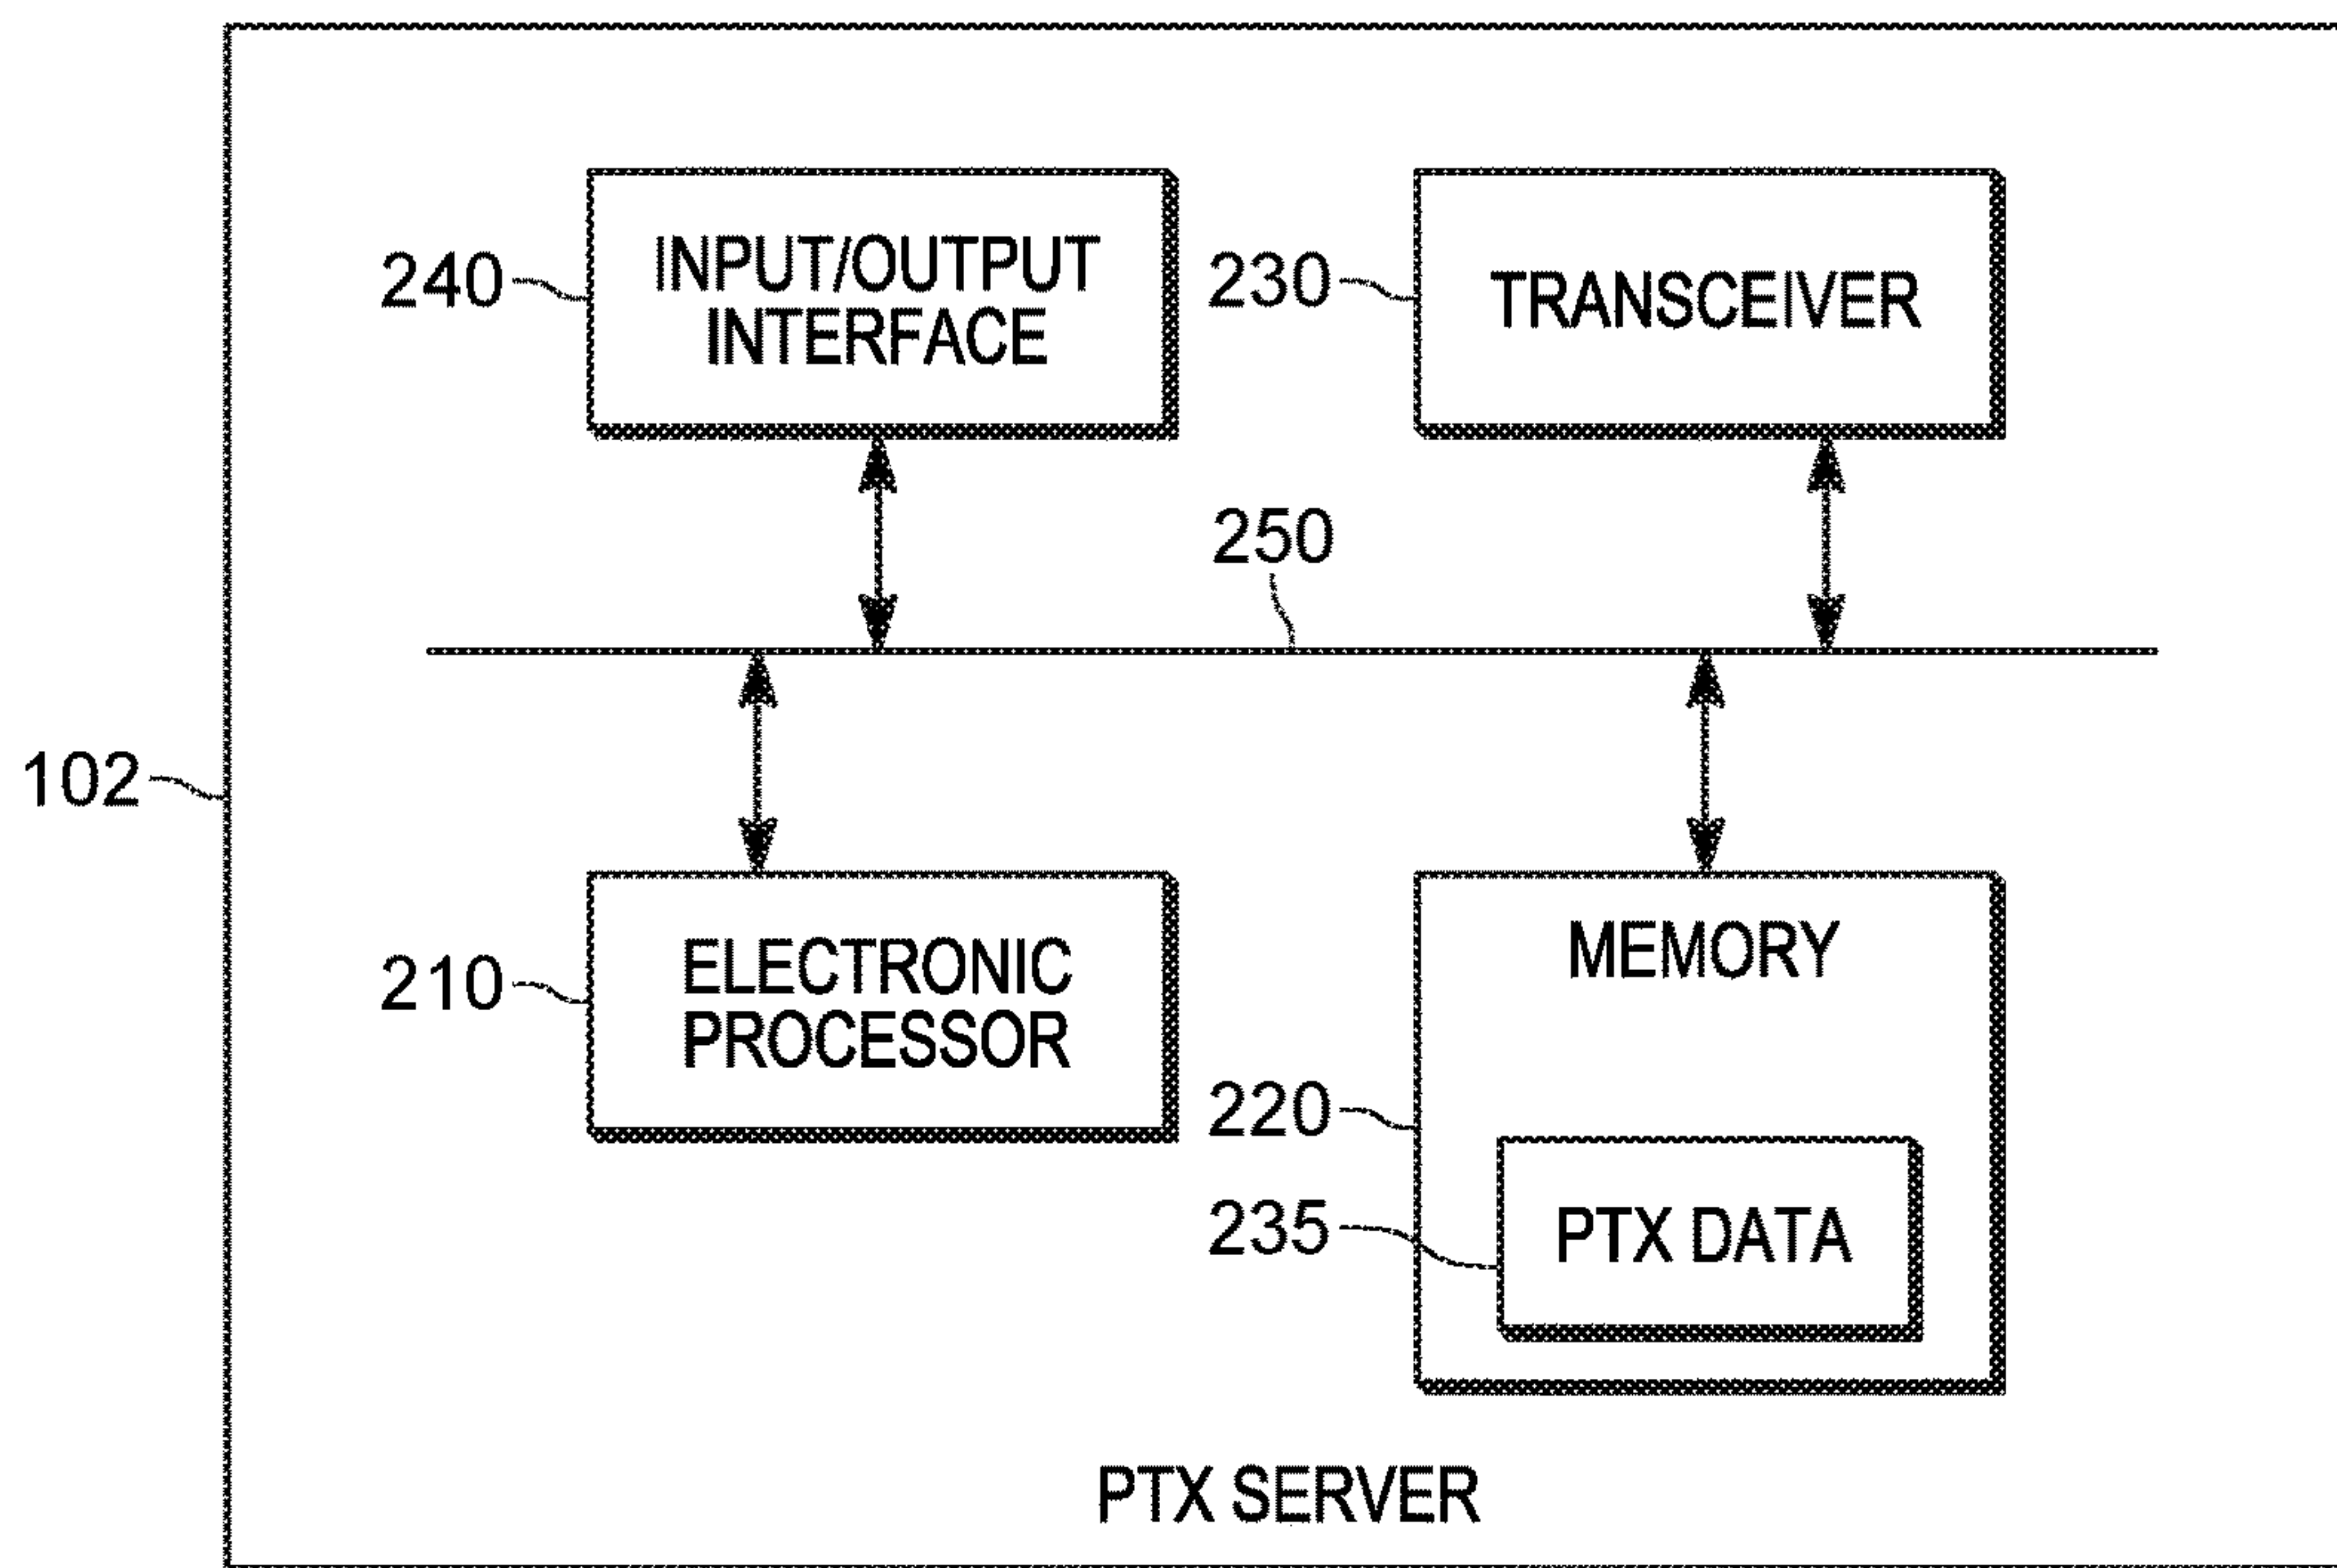 240
INPUT/OUTPUT
INTERFACE
230
TRANSCEIVER
250
102
210
ELECTRONIC
PROCESSOR
MEMORY
220
235
PTX DATA
PTX SERVER